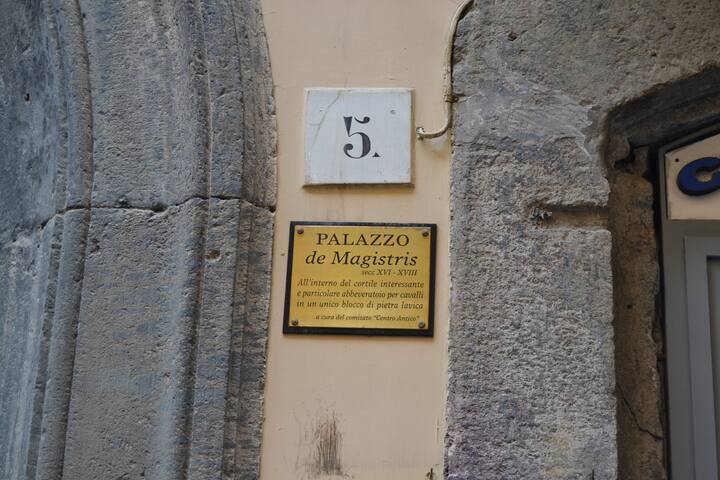 5.
PALAZZO
de Magistris
secc XVI - XVIII
All'interno del cortile interessante
e particolare abbeveratoio per cavalli
in un unico blocco di pietra lavica
a cura del comitato "Centro Antico"